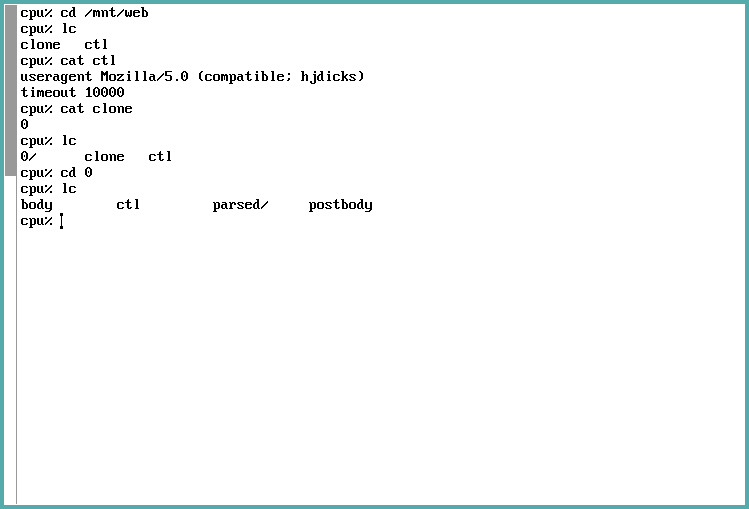 cpu% cd /mnt/web
cpu% lc
clone   ctl
cpu% cat ctl
useragent Mozilla/5.0 (compatible; hjdicks)
timeout 10000
cpu% cat clone
0
cpu% lc
0/      clone   ctl
cpu% cd 0
cpu% lc
body        ctl         parsed/     postbody
cpu%